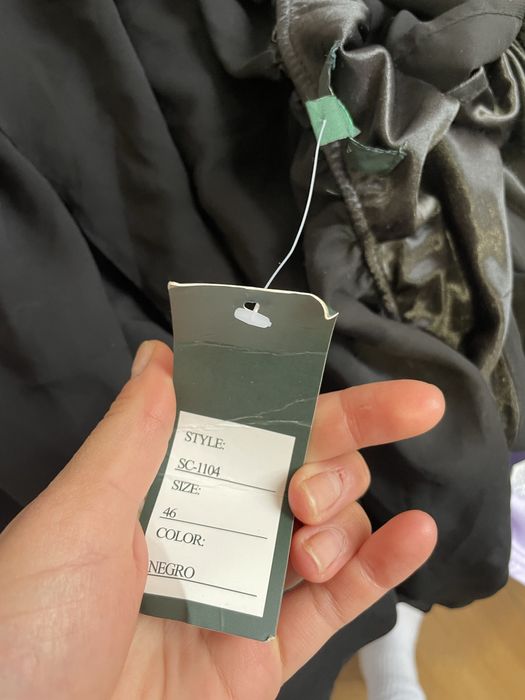 STYLE:
SC-1104
SIZE:
46
COLOR:
NEGRO